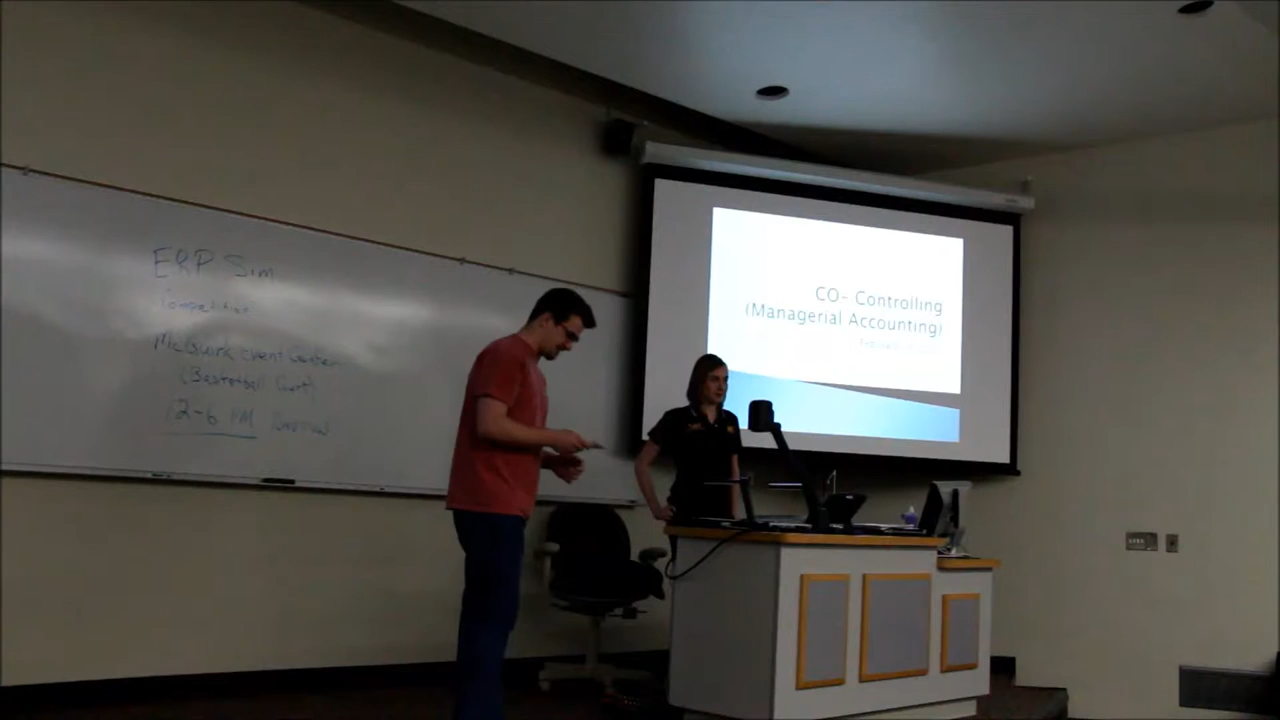 ERP Sim
Competition
McGuirk event Center
(Basketball Court)
12-6 PM
CO- Controlling
(Managerial Accounting)